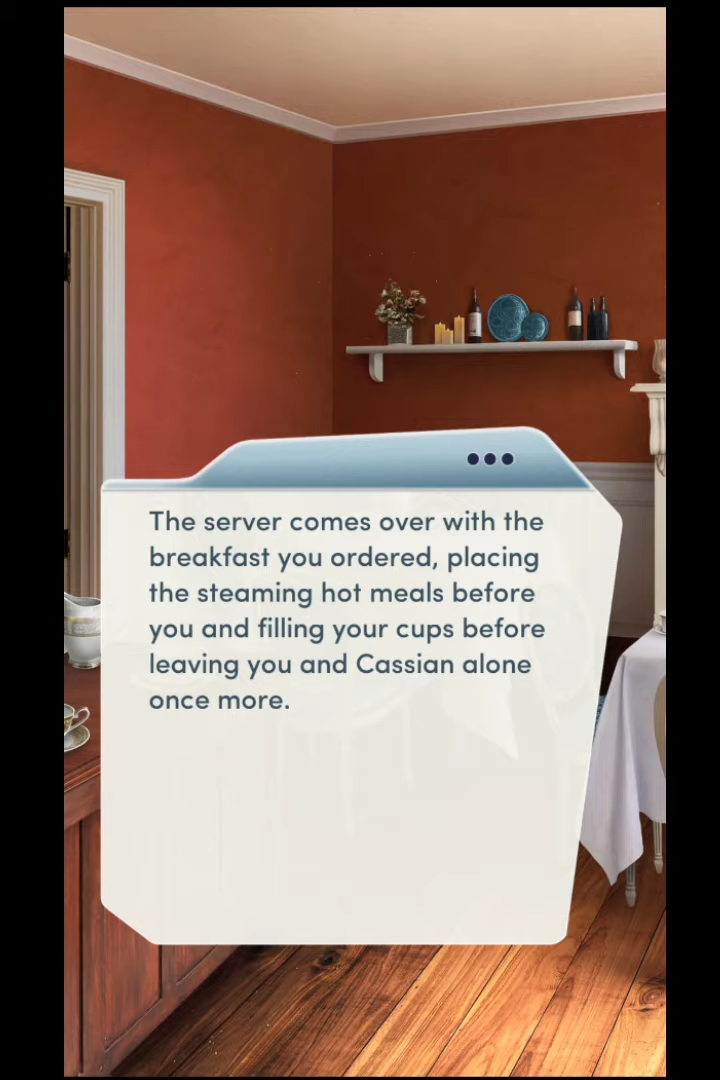 The server comes over with the
breakfast you ordered, placing
the steaming hot meals before
you and filling your cups before
leaving you and Cassian alone
once more.